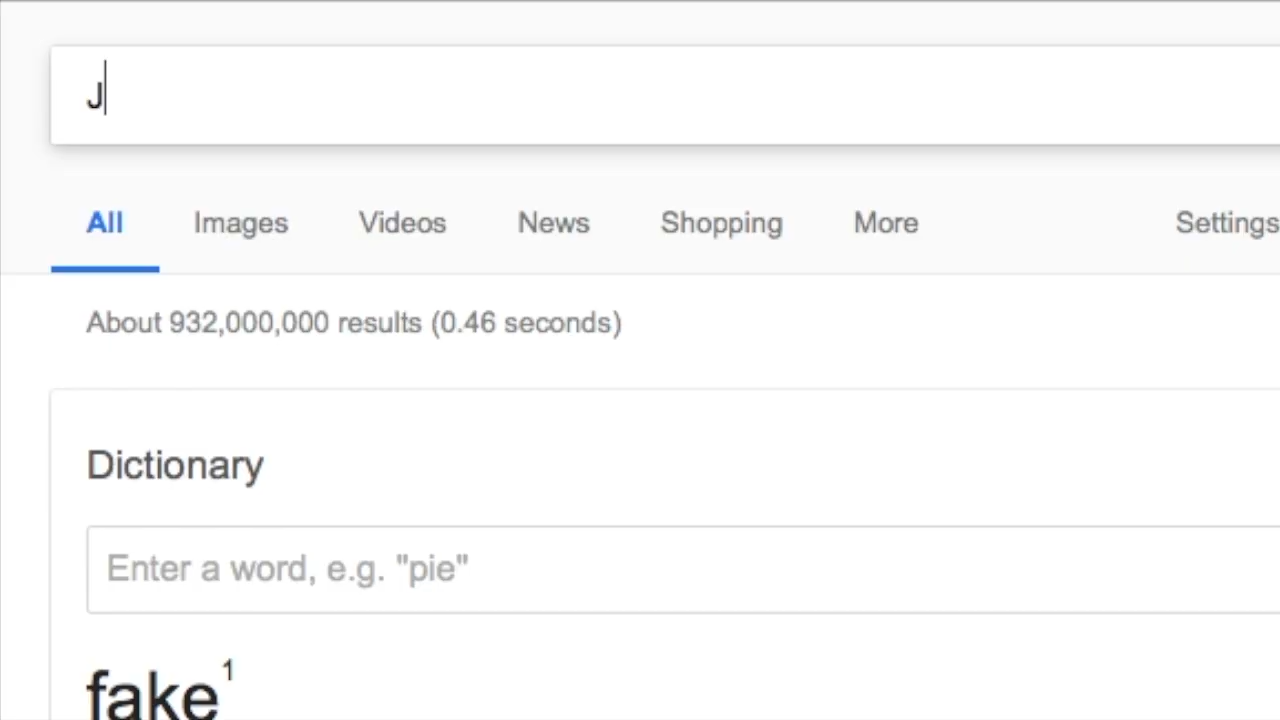 J
All Images Videos News Shopping More Settings
About 932,000,000 results (0.46 seconds)
Dictionary
Enter a word, e.g. "pie"
fake1